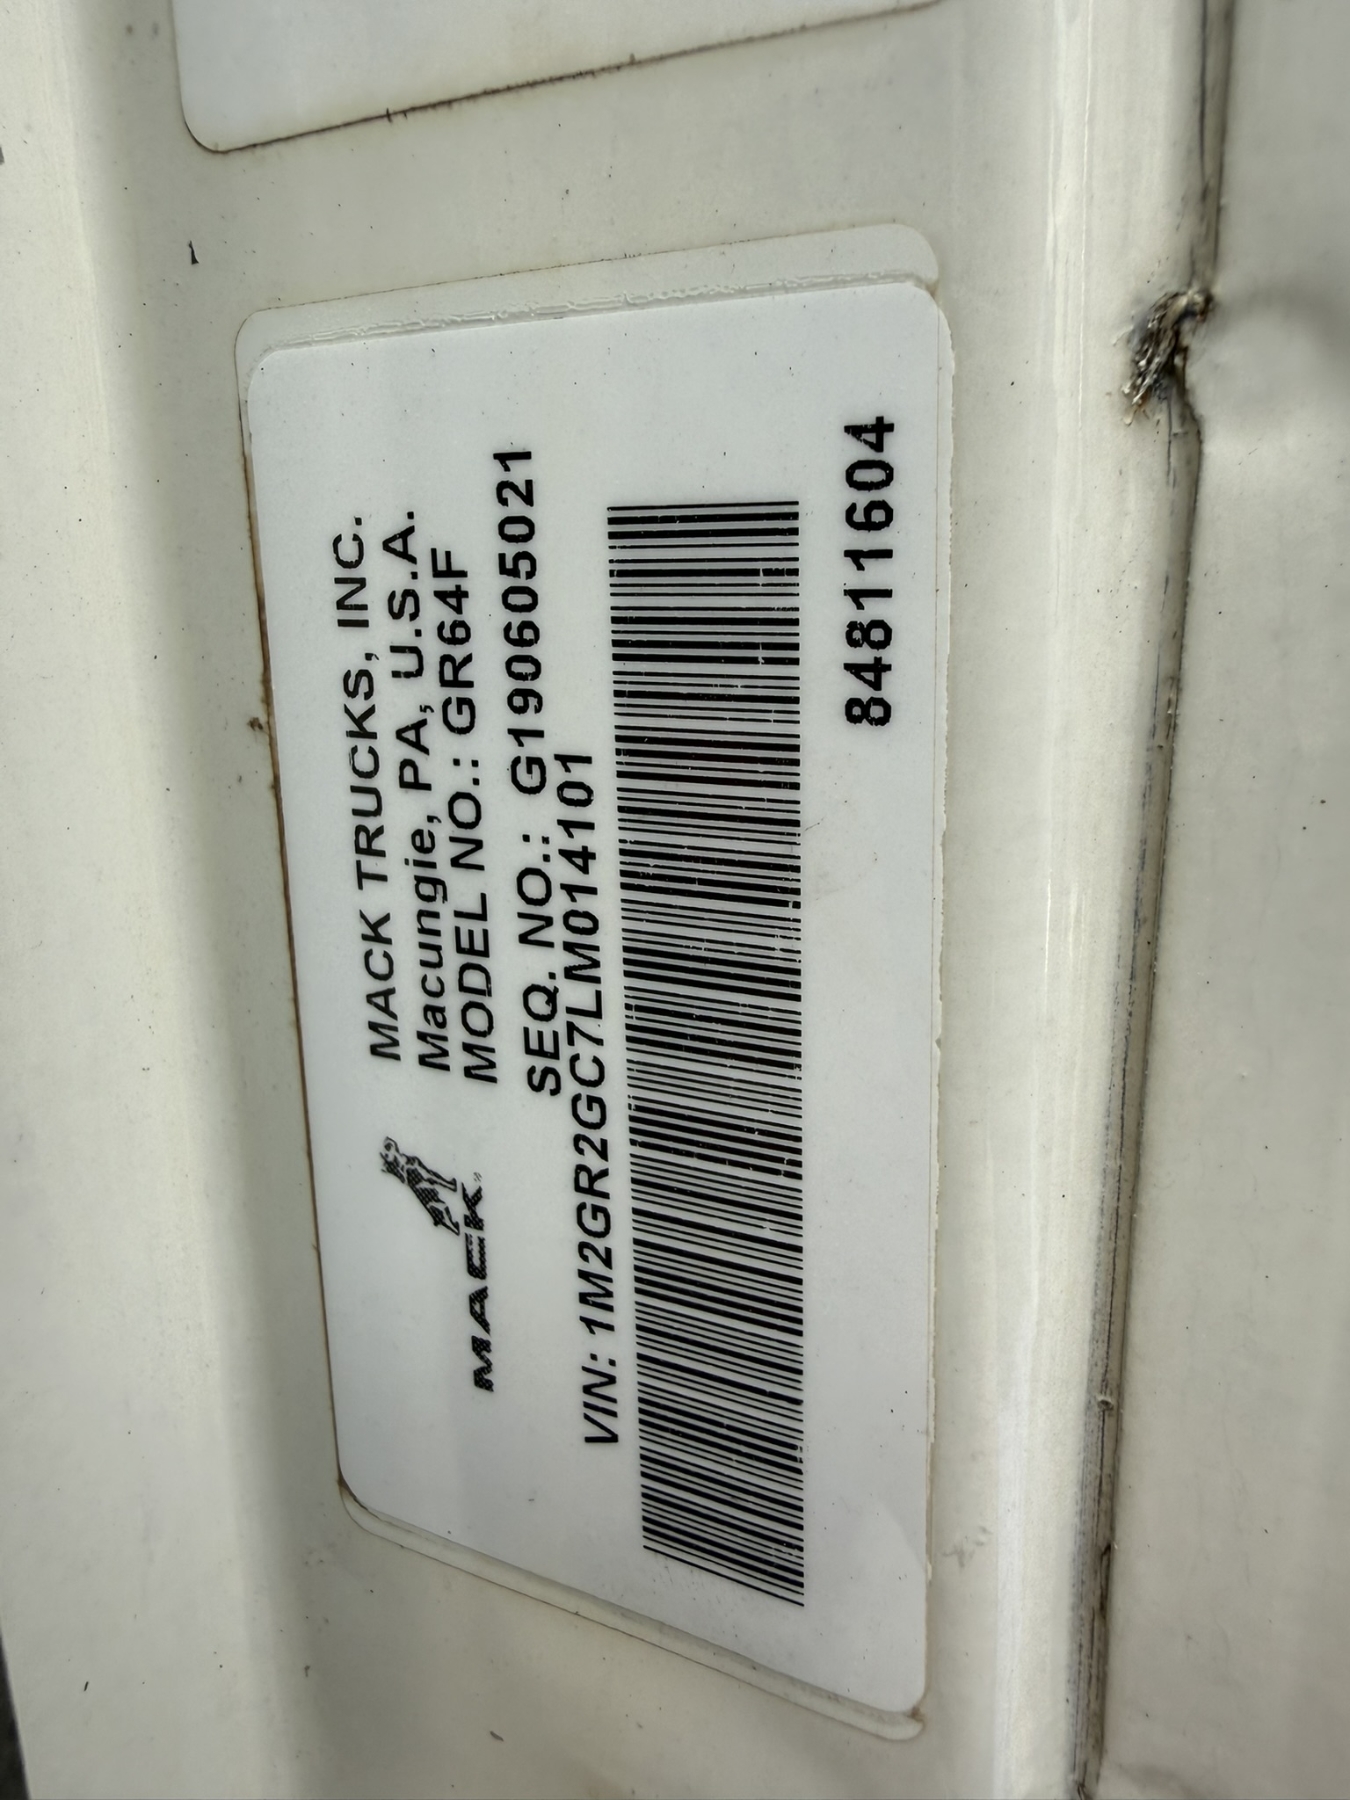 MACK TRUCKS, INC.
Macungie, PA, U.S.A.
MODEL NO.: GR64F
MACK
SEQ. NO.: G190605021
VIN: 1M2GR2GC7LM014101
84811604